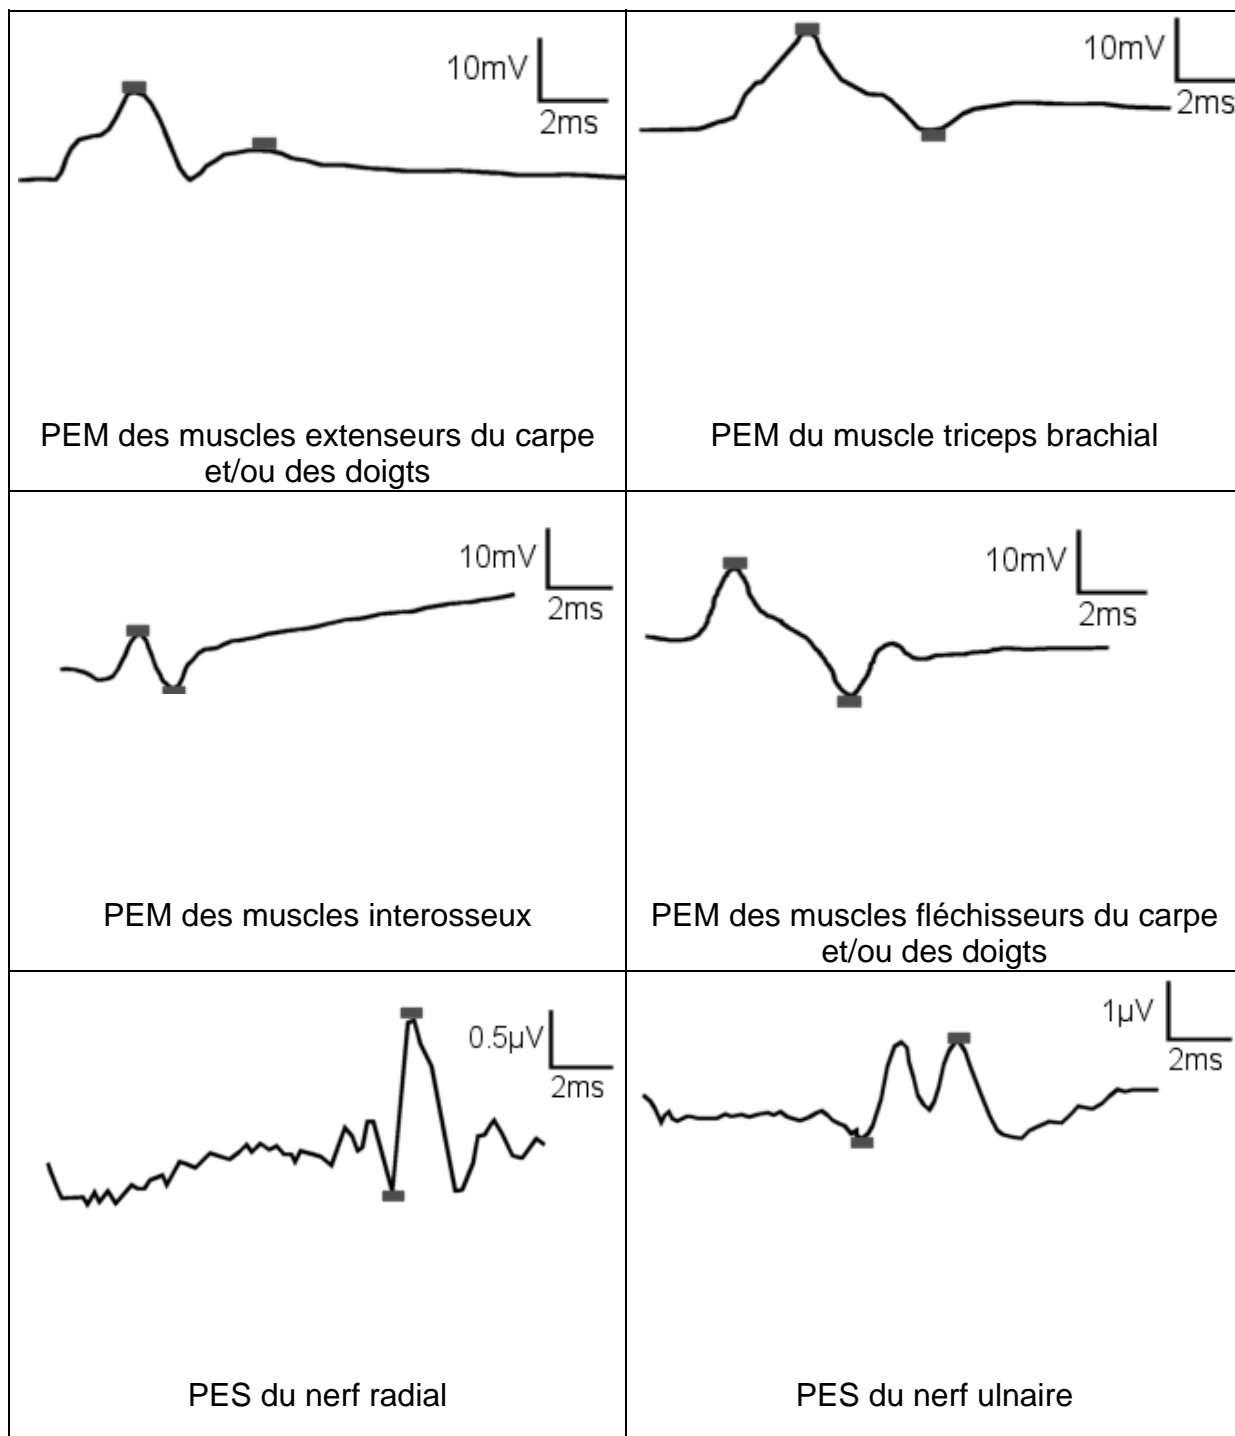 10mV
2ms
PEM des muscles extenseurs du carpe
et/ou des doigts
10mV
2ms
PEM du muscle triceps brachial
10mV
2ms
PEM des muscles interosseux
10mV
2ms
PEM des muscles fléchisseurs du carpe
et/ou des doigts
0.5µV
2ms
PES du nerf radial
1µV
2ms
PES du nerf ulnaire